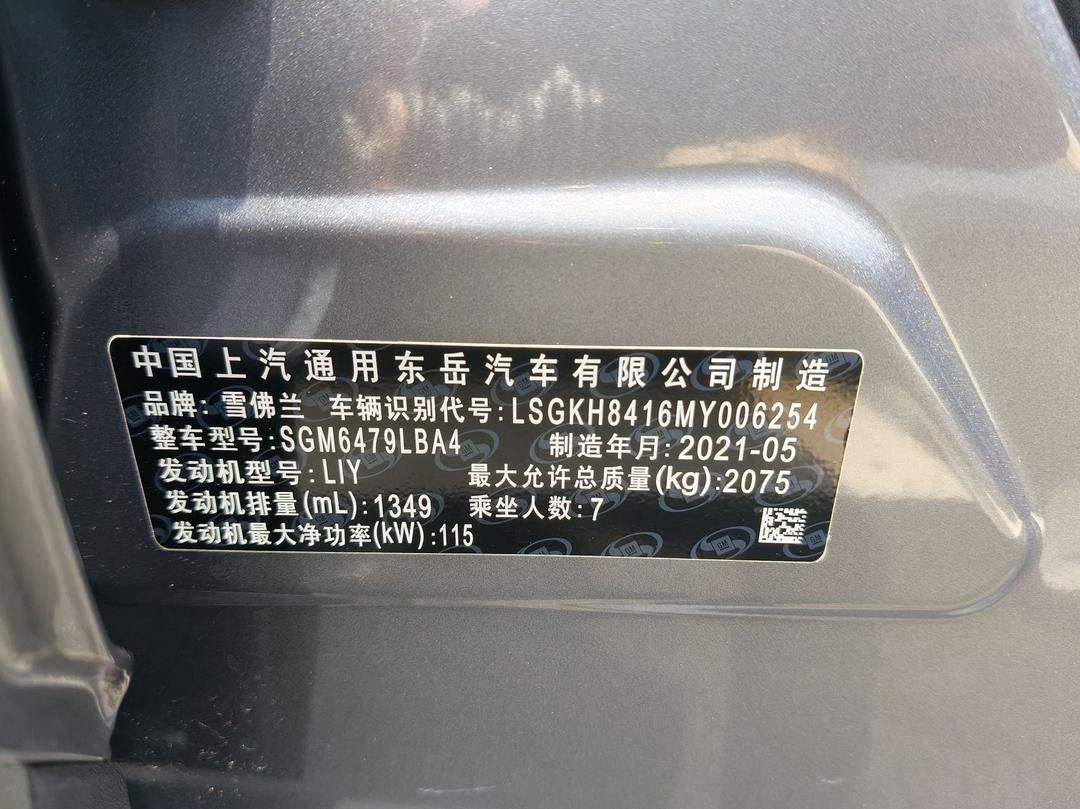 中国上汽通用东岳汽车有限公司制造
品牌: 雪佛兰 车辆识别代号:LSGKH8416MY006254
整车型号:SGM6479LBA4 制造年月:2021-05
发动机型号:LIY 最大允许总质量(kg):2075
发动机排量(mL):1349 乘坐人数:7
发动机最大净功率(kW):115